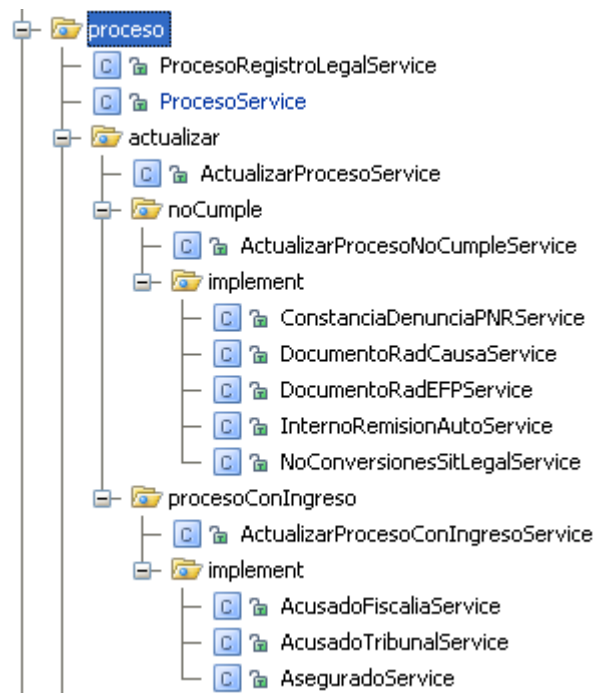 proceso
C ProcesoRegistroLegalService
C ProcesoService
actualizar
C ActualizarProcesoService
noCumple
C ActualizarProcesoNoCumpleService
implement
C ConstanciaDenunciaPNRService
C DocumentoRadCausaService
C DocumentoRadEFPService
C InternoRemisionAutoService
C NoConversionesSitLegalService
procesoConIngreso
C ActualizarProcesoConIngresoService
implement
C AcusadoFiscaliaService
C AcusadoTribunalService
C AseguradoService